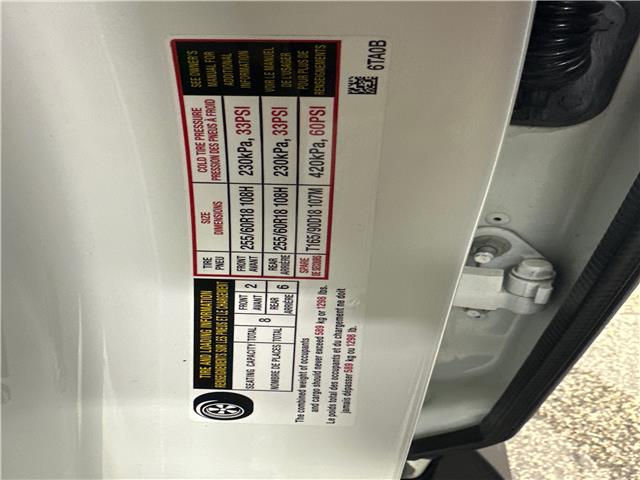 TIRE AND LOADING INFORMATION
RENSEIGNEMENTS SUR LES PNEUS ET LE CHARGEMENT
SEATING CAPACITY TOTAL 8 FRONT AVANT 2
NOMBRE DE PLACES TOTAL REAR ARRIÈRE 6
The combined weight of occupants
and cargo should never exceed 589 kg or 1298 lbs.
Le poids total des occupants et du chargement ne doit
jamais dépasser 589 kg ou 1298 lb.
TIRE
PNEU
SIZE
DIMENSIONS
COLD TIRE PRESSURE
PRESSION DES PNEUS À FROID
FRONT
AVANT
255/60R18 108H
230kPa, 33PSI
REAR
ARRIÈRE
255/60R18 108H
230kPa, 33PSI
SPARE
DE SECOURS
T165/90D18 107M
420kPa, 60PSI
SEE OWNER'S
MANUAL FOR
ADDITIONAL
INFORMATION
VOIR LE MANUEL
DE L'USAGER
POUR PLUS DE
RENSEIGNEMENTS
6TA0B